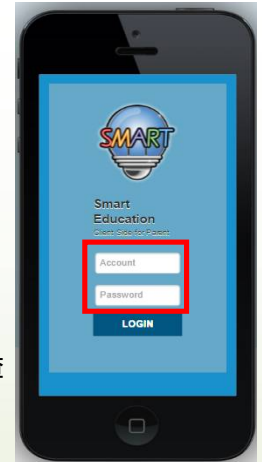 SMART
Smart
Education
Client Side for Parent
Account
Password
LOGIN